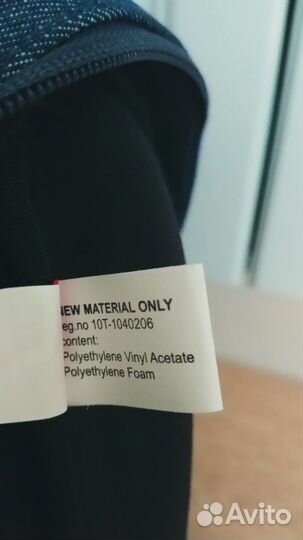 NEW MATERIAL ONLY
eg.no 10T-1040206
content:
Polyethylene Vinyl Acetate
Polyethylene Foam
Avito